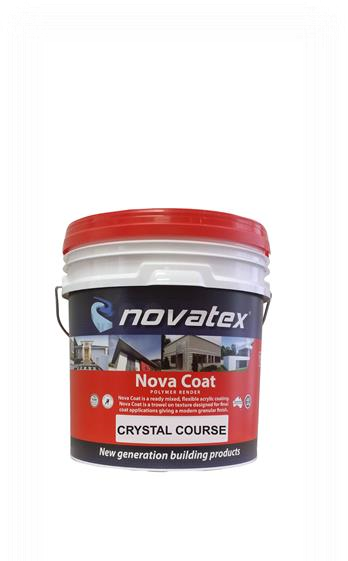 novatex
Nova Coat
POLYMER RENDER
Nova Coat is a ready mixed, flexible acrylic coating.
Nova Coat is a trowel on texture designed for final
coat applications giving a modern granular finish.
CRYSTAL COURSE
New generation building products